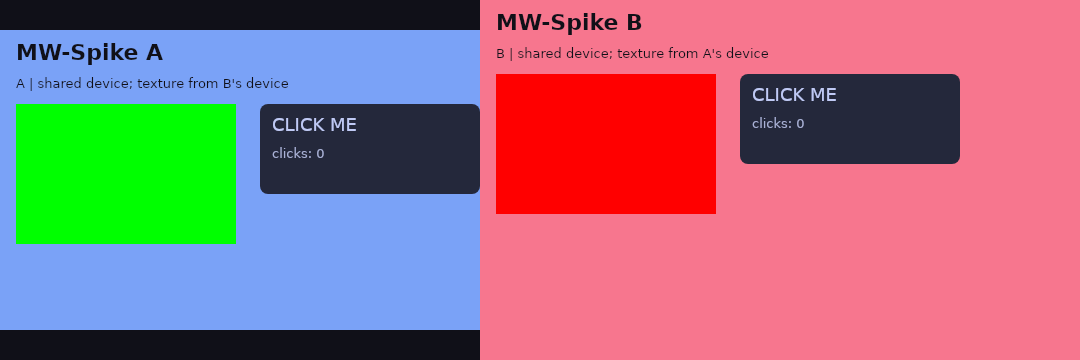 MW-Spike A
A | shared device; texture from B's device
CLICK ME
clicks: 0
MW-Spike B
B | shared device; texture from A's device
CLICK ME
clicks: 0